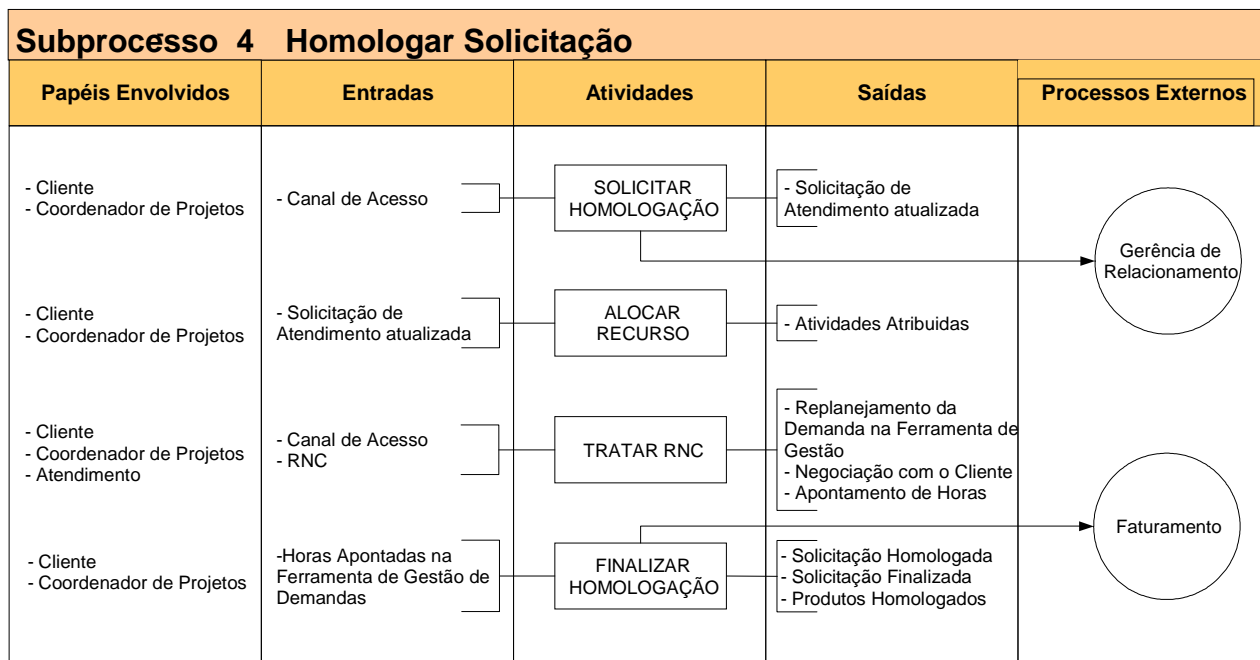 Subprocesso 4 Homologar Solicitação
Papéis Envolvidos
Entradas
Atividades
Saídas
Processos Externos
- Cliente
- Coordenador de Projetos
- Canal de Acesso
SOLICITAR
HOMOLOGAÇÃO
- Solicitação de
Atendimento atualizada
Gerência de
Relacionamento
- Cliente
- Coordenador de Projetos
- Solicitação de
Atendimento atualizada
ALOCAR
RECURSO
- Atividades Atribuidas
- Cliente
- Coordenador de Projetos
- Atendimento
- Canal de Acesso
- RNC
TRATAR RNC
- Replanejamento da
Demanda na Ferramenta de
Gestão
- Negociação com o Cliente
- Apontamento de Horas
Faturamento
- Cliente
- Coordenador de Projetos
-Horas Apontadas na
Ferramenta de Gestão de
Demandas
FINALIZAR
HOMOLOGAÇÃO
- Solicitação Homologada
- Solicitação Finalizada
- Produtos Homologados